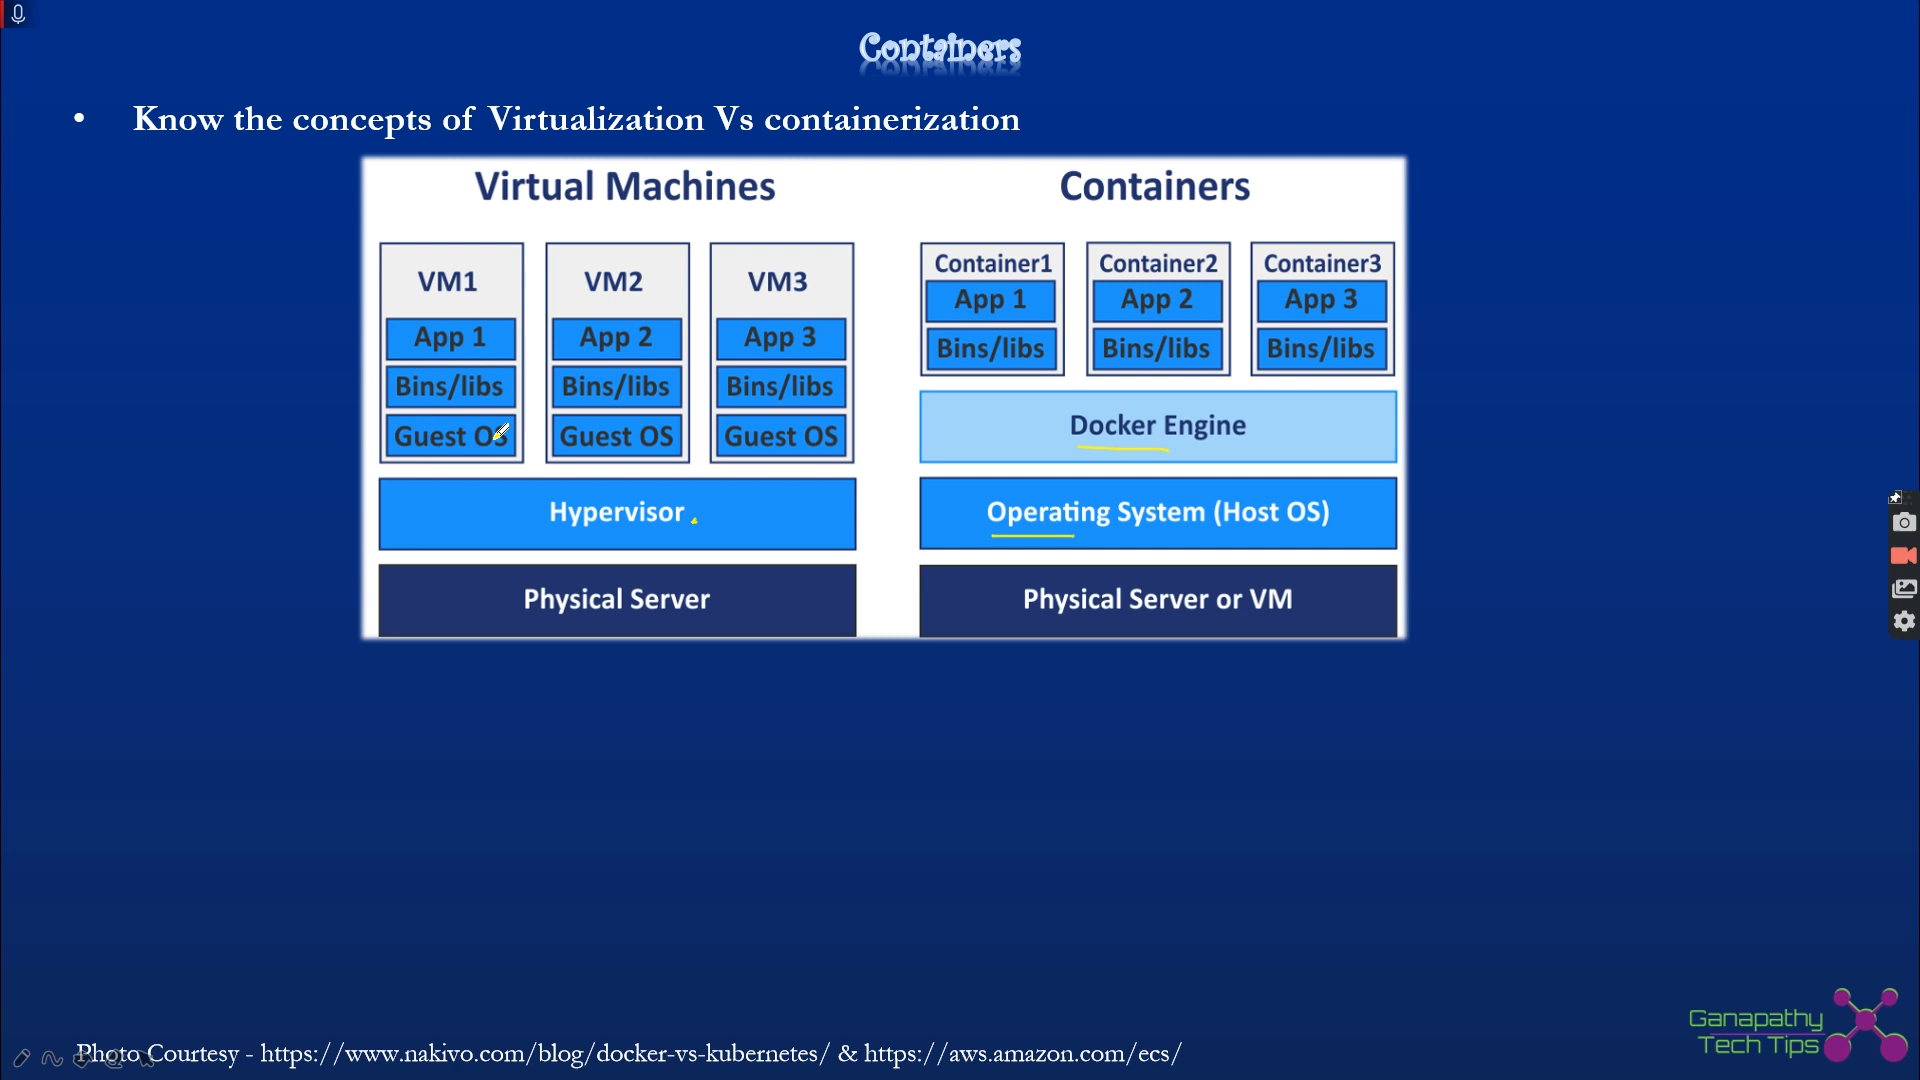 Containers
• Know the concepts of Virtualization Vs containerization
Virtual Machines
VM1
App 1
Bins/libs
Guest OS
VM2
App 2
Bins/libs
Guest OS
VM3
App 3
Bins/libs
Guest OS
Hypervisor
Physical Server
Containers
Container1
App 1
Bins/libs
Container2
App 2
Bins/libs
Container3
App 3
Bins/libs
Docker Engine
Operating System (Host OS)
Physical Server or VM
Photo Courtesy - https://www.nakivo.com/blog/docker-vs-kubernetes/ & https://aws.amazon.com/ecs/
Ganapathy
Tech Tips